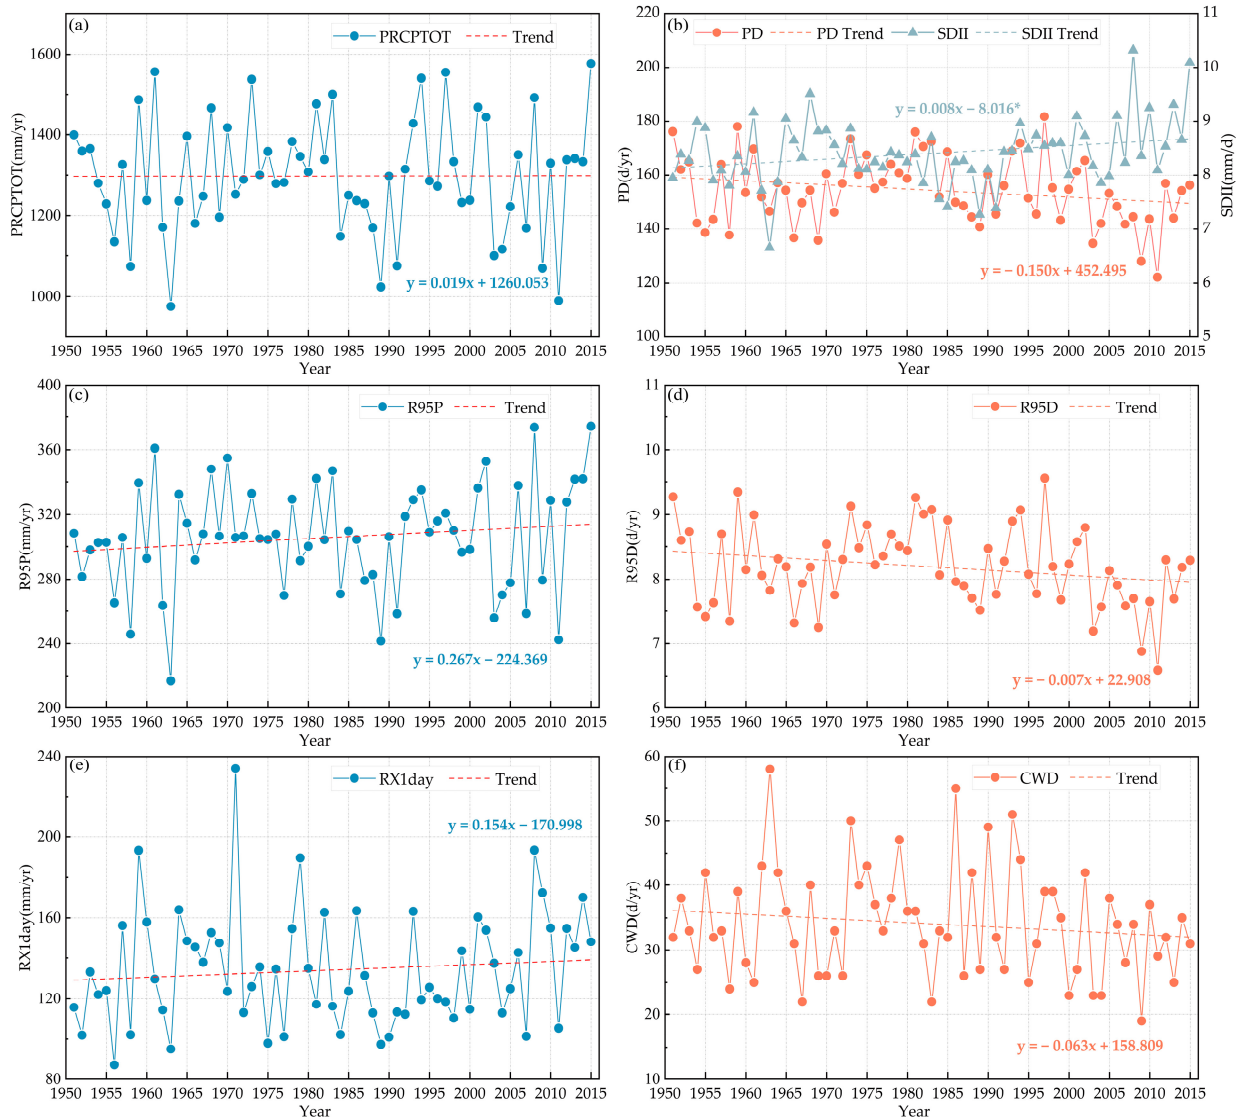 (a)
PRCPTOT Trend
1600
1400
1200
1000
PRCPTOT(mm/yr)
y = 0.019x + 1260.053
1950 1955 1960 1965 1970 1975 1980 1985 1990 1995 2000 2005 2010 2015
Year
(b)
PD PD Trend SDII SDII Trend
220
200
180
160
140
120
100
PD(d/yr)
11
10
9
8
7
6
5
SDII(mm/d)
y = 0.008x − 8.016*
y = − 0.150x + 452.495
1950 1955 1960 1965 1970 1975 1980 1985 1990 1995 2000 2005 2010 2015
Year
(c)
R95P Trend
400
360
320
280
240
200
R95P(mm/yr)
y = 0.267x − 224.369
1950 1955 1960 1965 1970 1975 1980 1985 1990 1995 2000 2005 2010 2015
Year
(d)
R95D Trend
11
10
9
8
7
6
R95D(d/yr)
y = − 0.007x + 22.908
1950 1955 1960 1965 1970 1975 1980 1985 1990 1995 2000 2005 2010 2015
Year
(e)
RX1day Trend
240
200
160
120
80
RX1day(mm/yr)
y = 0.154x − 170.998
1950 1955 1960 1965 1970 1975 1980 1985 1990 1995 2000 2005 2010 2015
Year
(f)
CWD Trend
60
50
40
30
20
10
CWD(d/yr)
y = − 0.063x + 158.809
1950 1955 1960 1965 1970 1975 1980 1985 1990 1995 2000 2005 2010 2015
Year